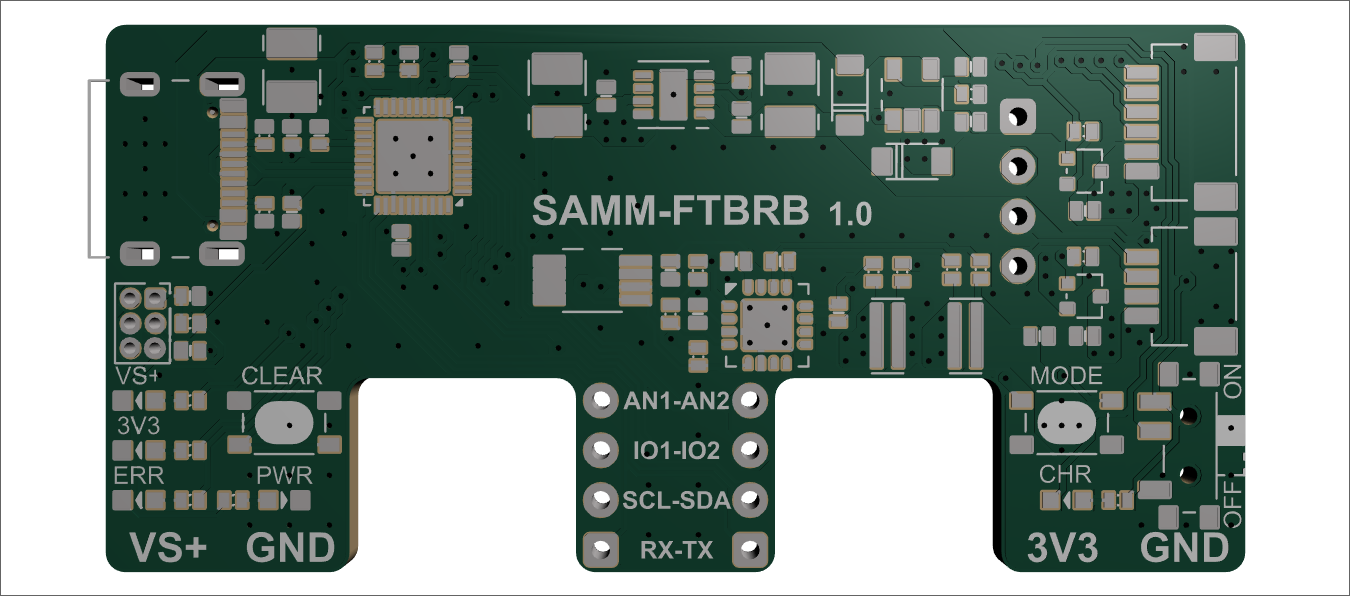 SAMM-FTBRB 1.0
VS+
CLEAR
MODE
ON
3V3
AN1-AN2
IO1-IO2
ERR
PWR
CHR
SCL-SDA
OFF
VS+
GND
RX-TX
3V3
GND